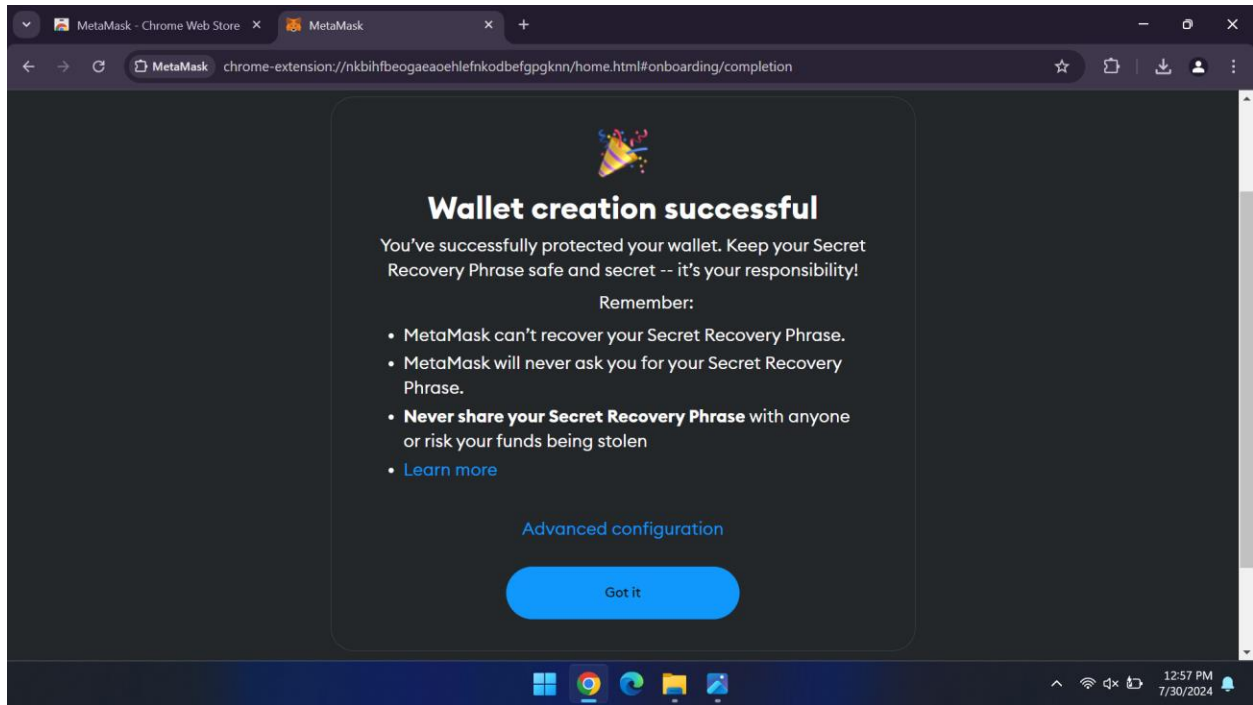 MetaMask - Chrome Web Store
MetaMask
MetaMask chrome-extension://nkbihfbeogaeaoehlefnkodbefgpgknn/home.html#onboarding/completion
Wallet creation successful
You've successfully protected your wallet. Keep your Secret
Recovery Phrase safe and secret -- it's your responsibility!
Remember:
• MetaMask can't recover your Secret Recovery Phrase.
• MetaMask will never ask you for your Secret Recovery
Phrase.
• Never share your Secret Recovery Phrase with anyone
or risk your funds being stolen
• Learn more
Advanced configuration
Got it
12:57 PM
7/30/2024